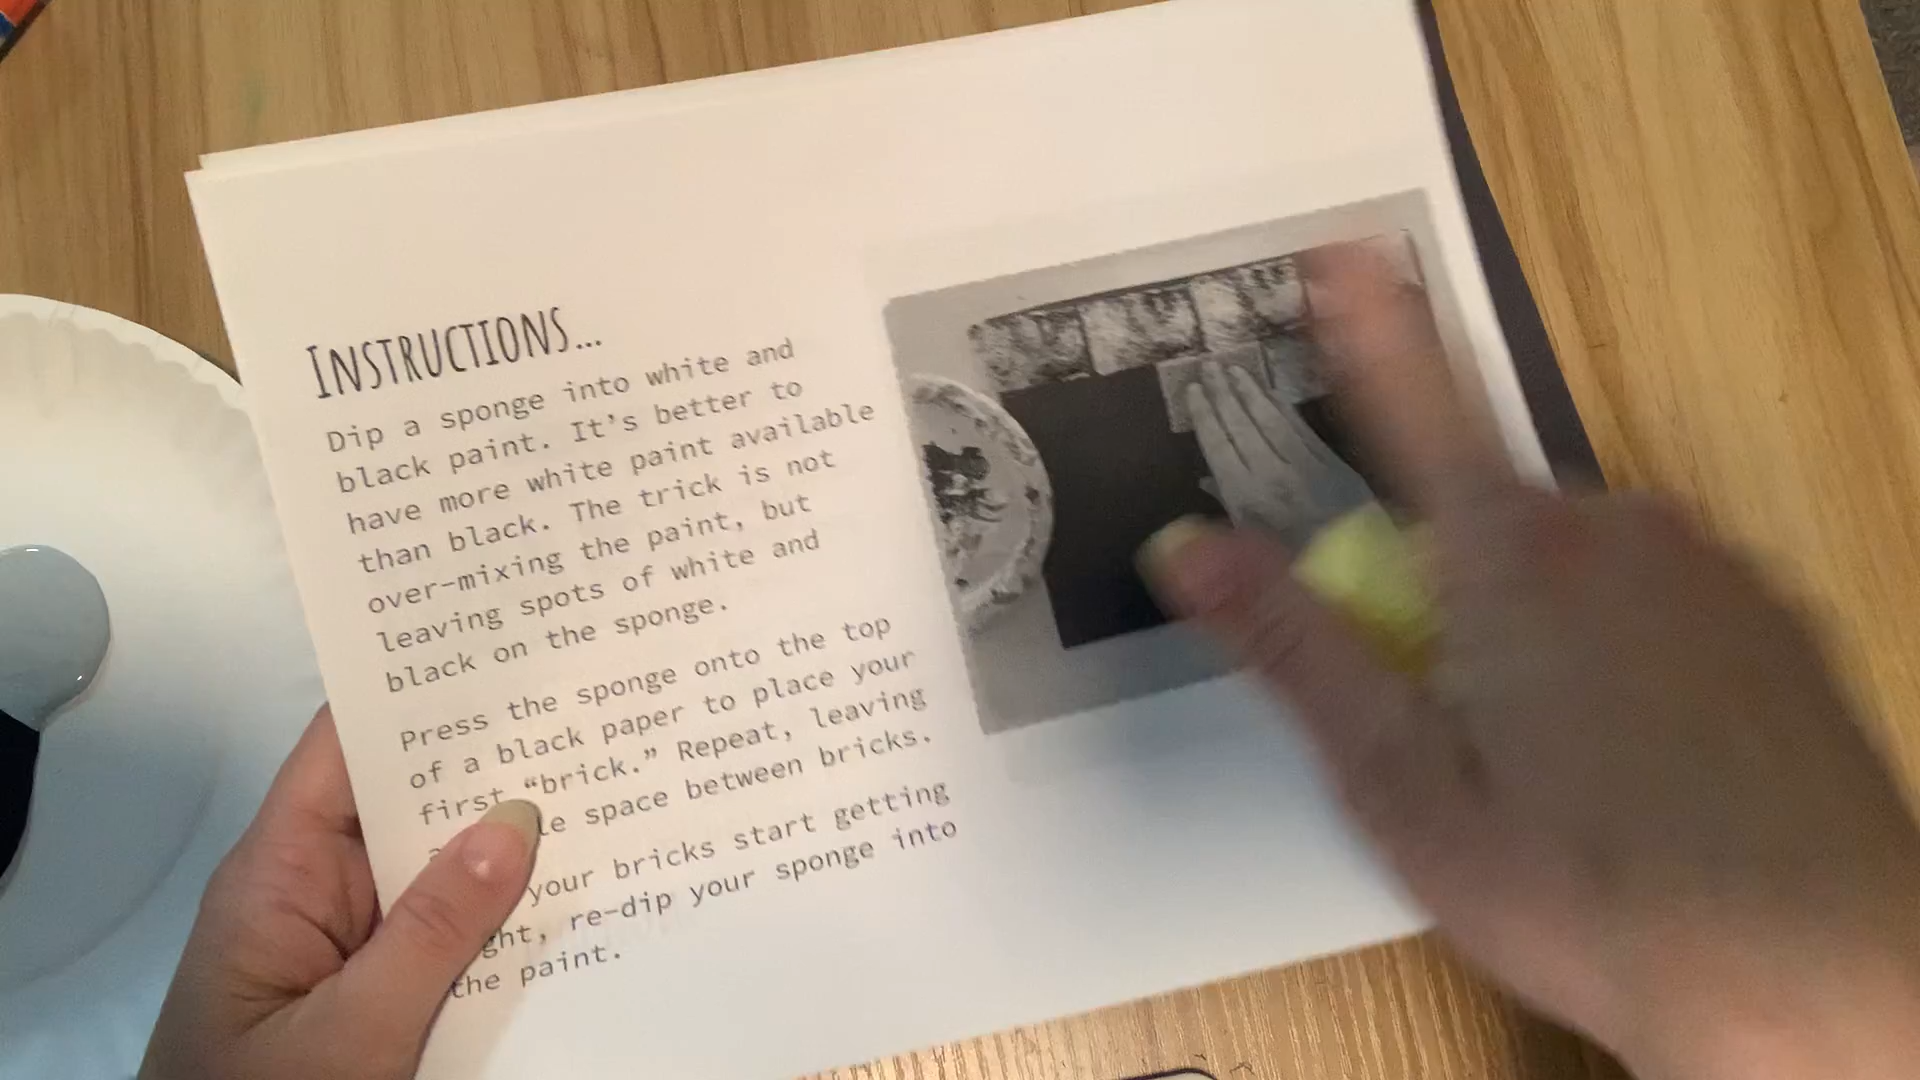 INSTRUCTIONS...
Dip a sponge into white and
black paint. It's better to
have more white paint available
than black. The trick is not
over-mixing the paint, but
leaving spots of white and
black on the sponge.
Press the sponge onto the top
of a black paper to place your
first “brick.” Repeat, leaving
space between bricks.
your bricks start getting
re-dip your sponge into
the paint.